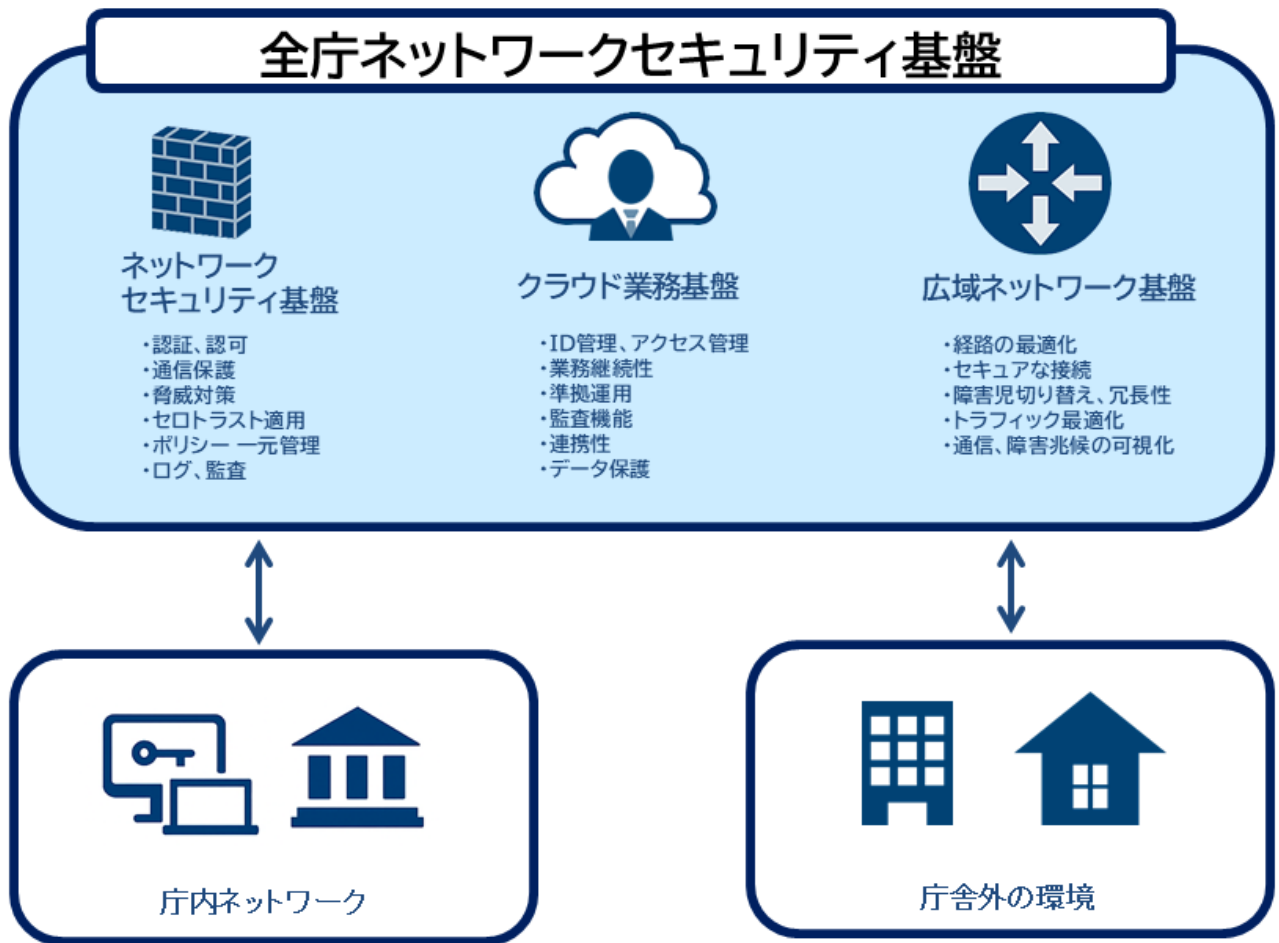 全庁ネットワークセキュリティ基盤
ネットワーク
セキュリティ基盤
・認証、認可
・通信保護
・脅威対策
・セロトラスト適用
・ポリシー 一元管理
・ログ、監査
クラウド業務基盤
・ID管理、アクセス管理
・業務継続性
・準拠運用
・監査機能
・連携性
・データ保護
広域ネットワーク基盤
・経路の最適化
・セキュアな接続
・障害児切り替え、冗長性
・トラフィック最適化
・通信、障害兆候の可視化
庁内ネットワーク
庁舎外の環境